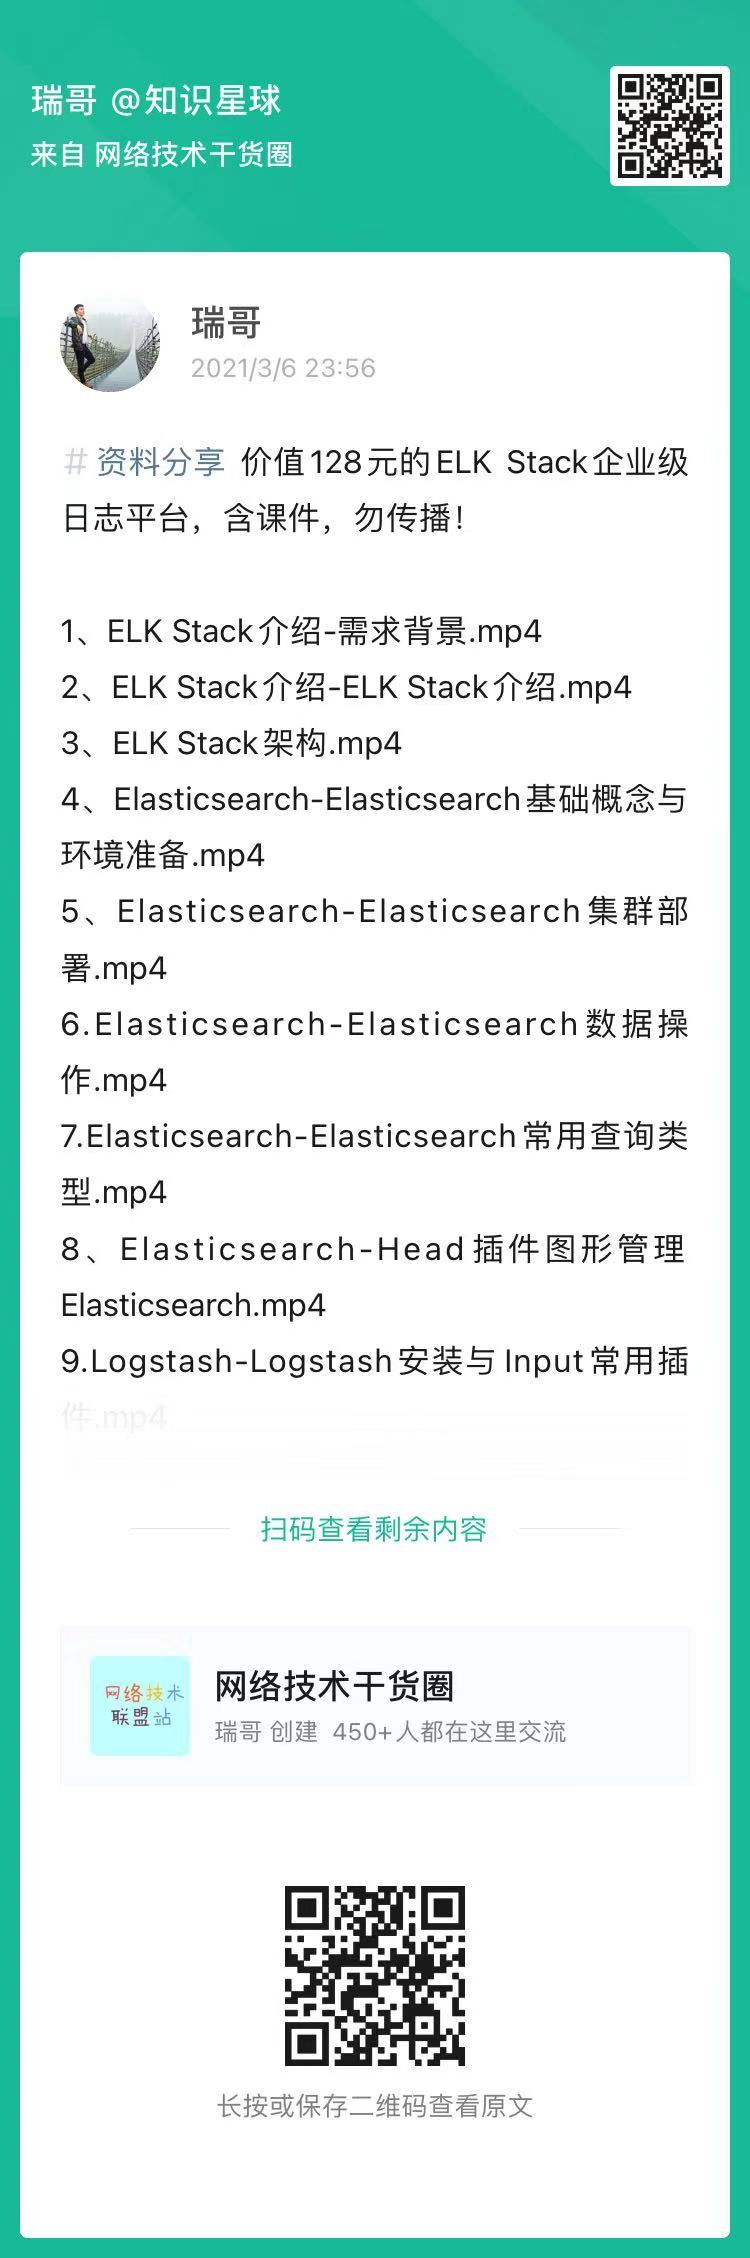 瑞哥 @知识星球
来自 网络技术干货圈
瑞哥
2021/3/6 23:56
# 资料分享 价值128元的ELK Stack企业级
日志平台，含课件，勿传播！
1、ELK Stack介绍-需求背景.mp4
2、ELK Stack介绍-ELK Stack介绍.mp4
3、ELK Stack架构.mp4
4、Elasticsearch-Elasticsearch基础概念与
环境准备.mp4
5、Elasticsearch-Elasticsearch集群部
署.mp4
6.Elasticsearch-Elasticsearch数据操
作.mp4
7.Elasticsearch-Elasticsearch常用查询类
型.mp4
8、Elasticsearch-Head插件图形管理
Elasticsearch.mp4
9.Logstash-Logstash安装与Input常用插
件.mp4
扫码查看剩余内容
网络技术
联盟站
网络技术干货圈
瑞哥 创建 450+人都在这里交流
长按或保存二维码查看原文